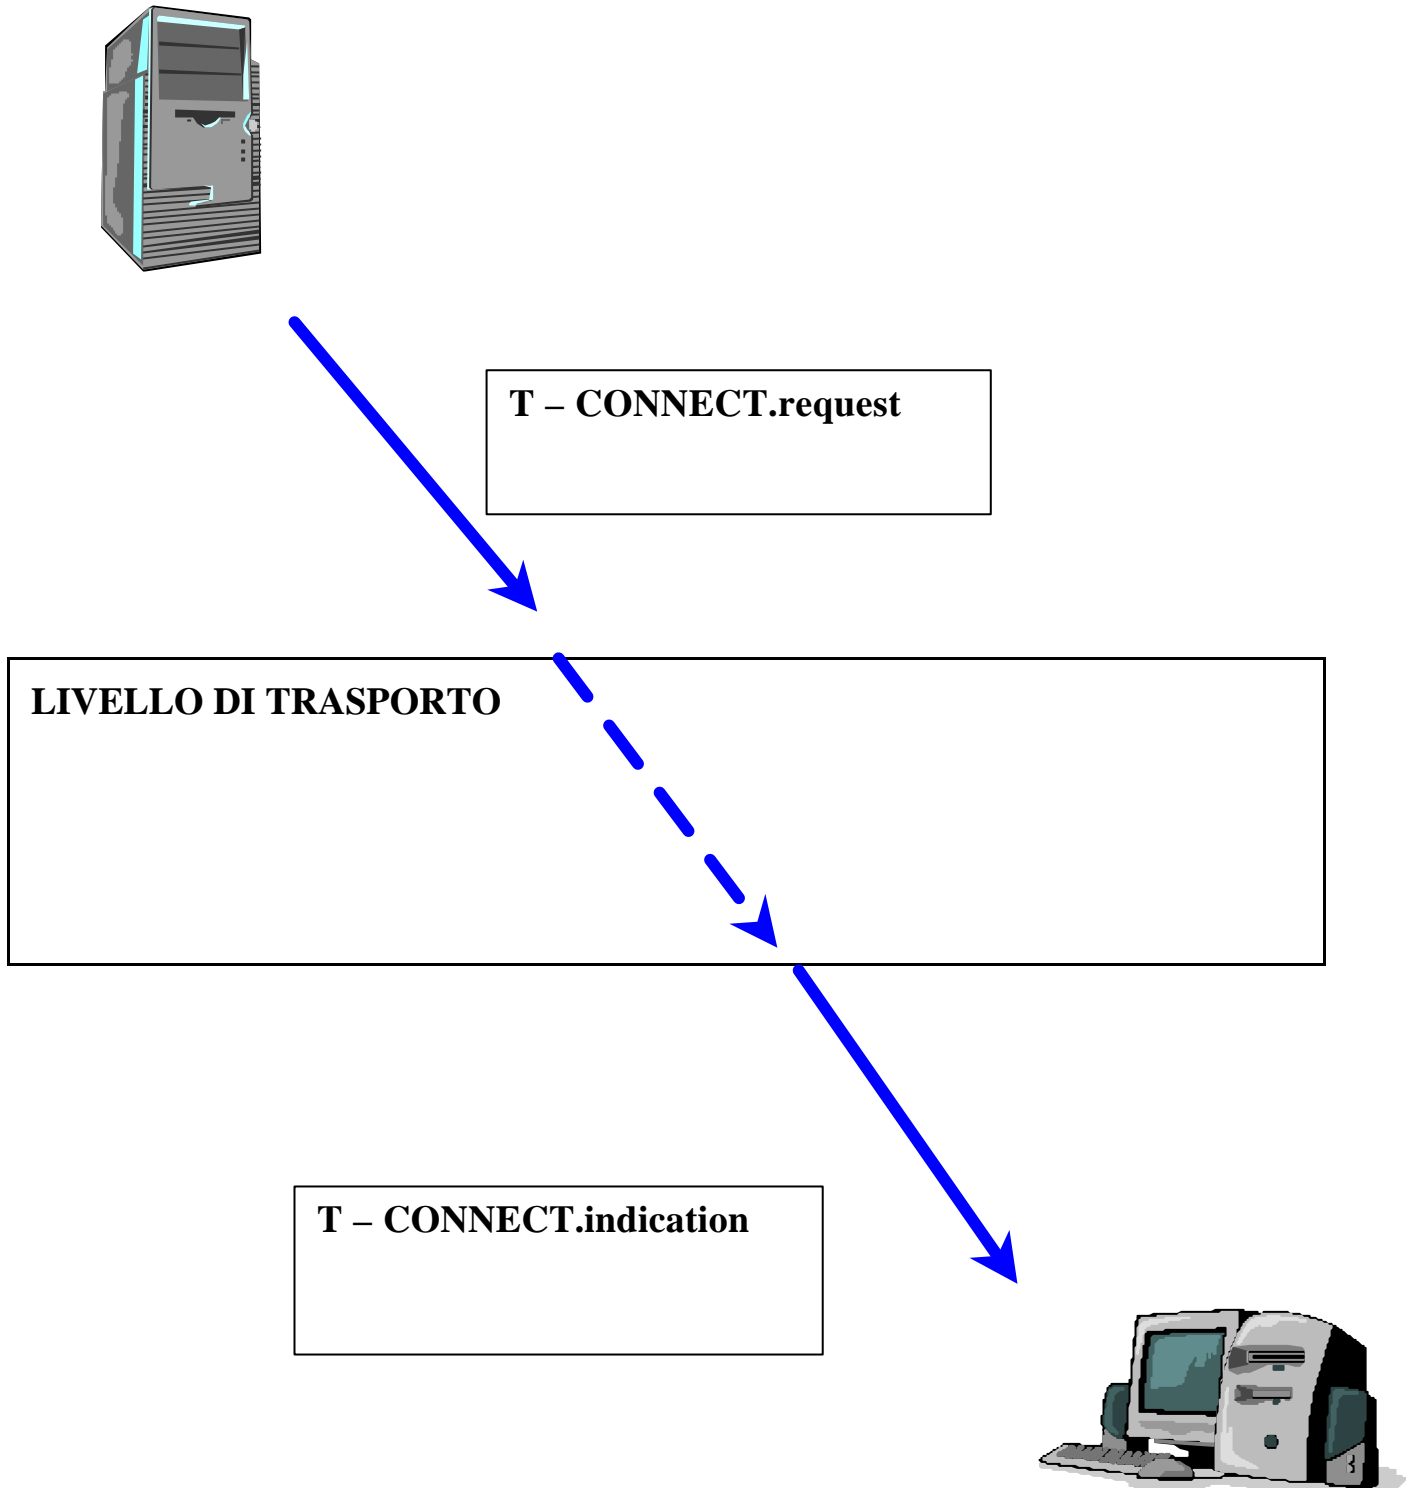 T – CONNECT.request
LIVELLO DI TRASPORTO
T – CONNECT.indication